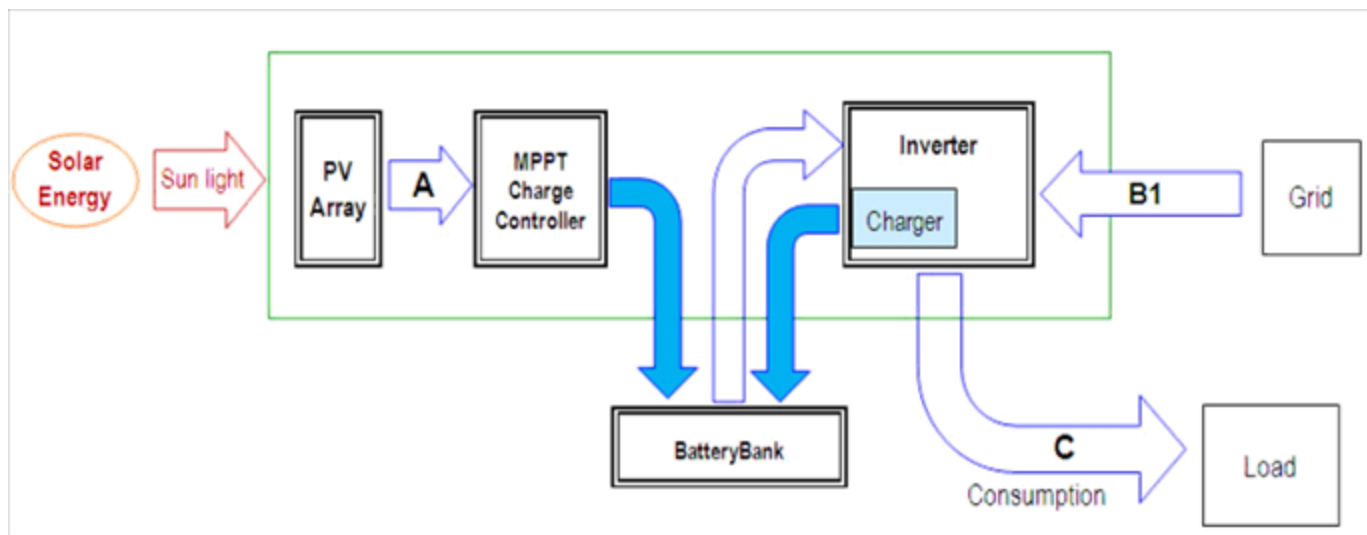 Solar
Energy
Sun light
PV
Array
A
MPPT
Charge
Controller
Inverter
Charger
B1
Grid
BatteryBank
C
Consumption
Load